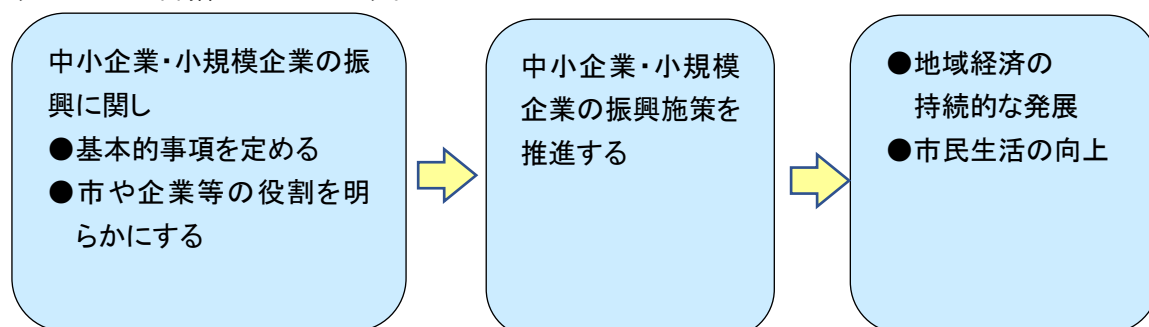 中小企業・小規模企業の振
興に関し
●基本的事項を定める
●市や企業等の役割を明
らかにする
中小企業・小規模
企業の振興施策を
推進する
●地域経済の
持続的な発展
●市民生活の向上